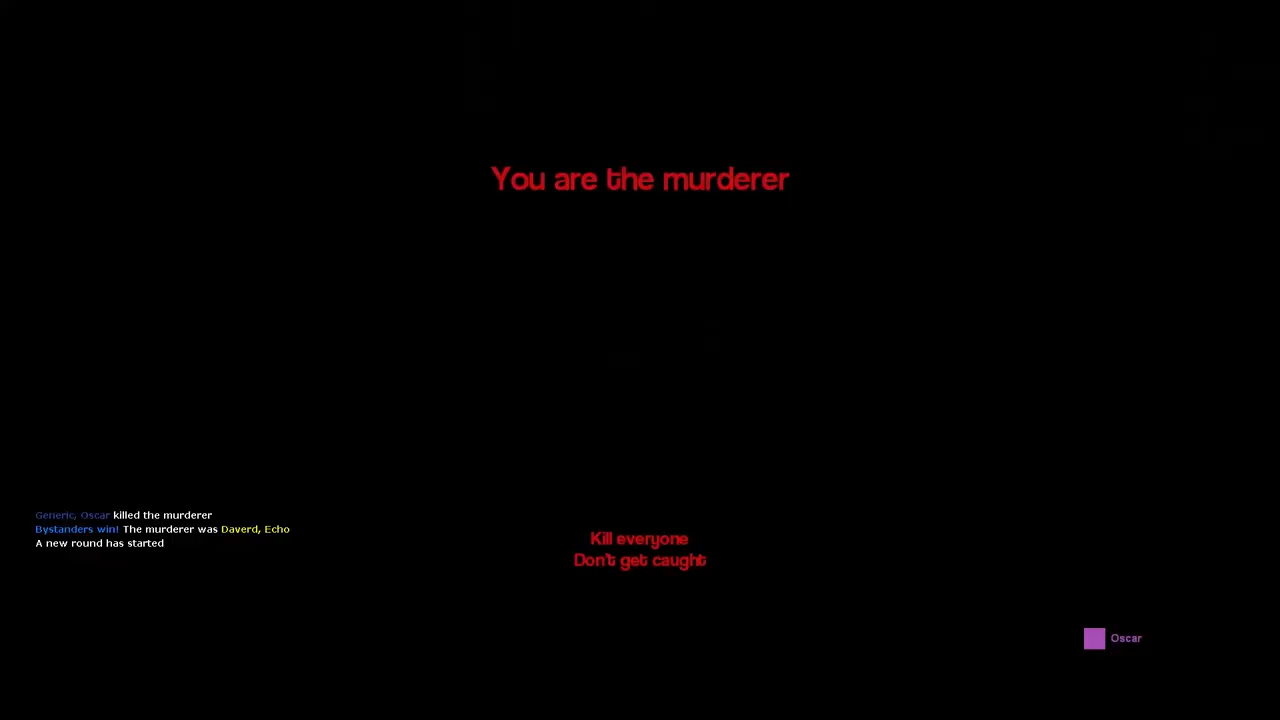 You are the murderer
Generic, Oscar killed the murderer
Bystanders win! The murderer was Daverd, Echo
A new round has started
Kill everyone
Don't get caught
Oscar